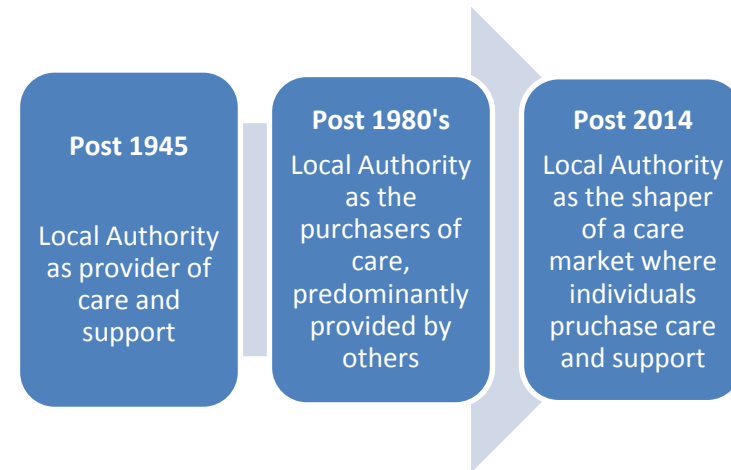 Post 1945
Local Authority
as provider of
care and
support
Post 1980's
Local Authority
as the
purchasers of
care,
predominantly
provided by
others
Post 2014
Local Authority
as the shaper
of a care
market where
individuals
pruchase care
and support